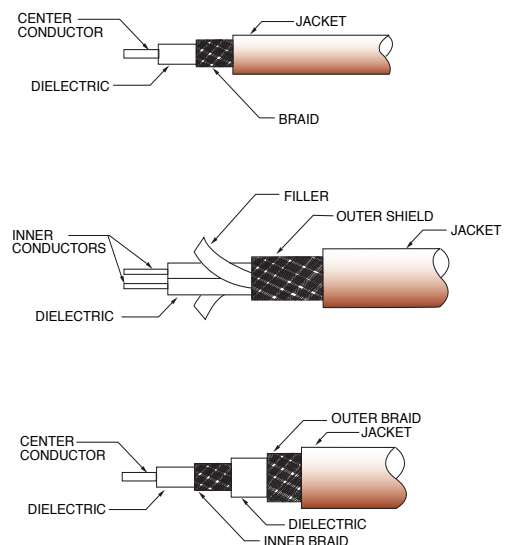 CENTER
CONDUCTOR
JACKET
DIELECTRIC
BRAID
FILLER
OUTER SHIELD
JACKET
INNER
CONDUCTORS
DIELECTRIC
OUTER BRAID
JACKET
CENTER
CONDUCTOR
DIELECTRIC
DIELECTRIC
INNER BRAID